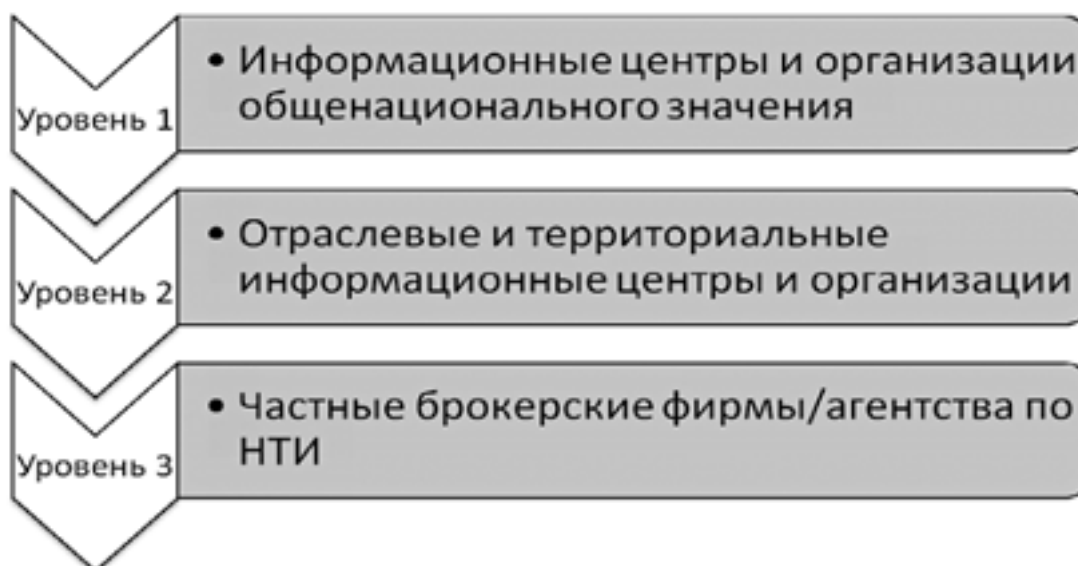 Уровень 1
• Информационные центры и организации
общенационального значения
Уровень 2
• Отраслевые и территориальные
информационные центры и организации
Уровень 3
• Частные брокерские фирмы/агентства по
НТИ